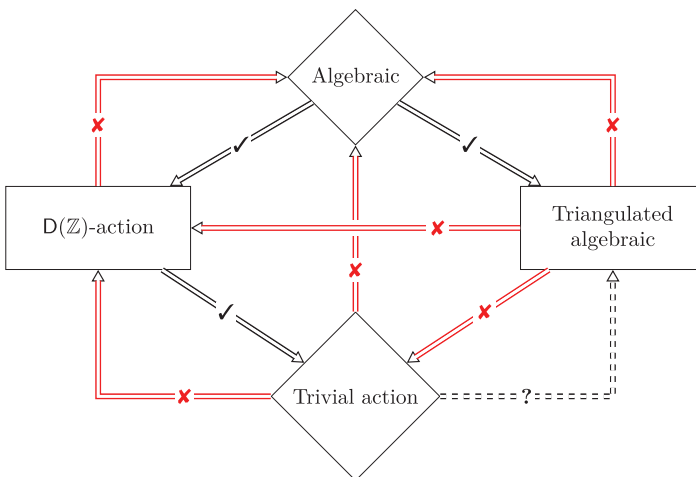 Algebraic
✘
✘
✓
✓
D(ℤ)-action
Triangulated
algebraic
✘
✘
✓
✘
✘
Trivial action
?